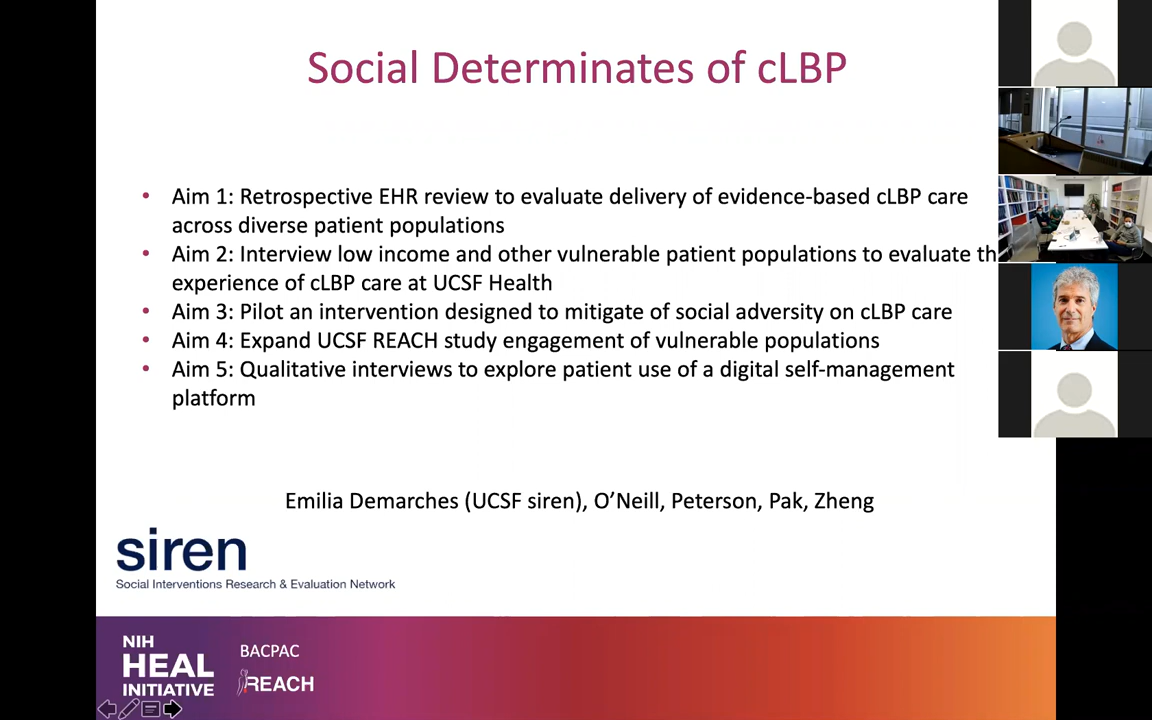 Social Determinates of cLBP
• Aim 1: Retrospective EHR review to evaluate delivery of evidence-based cLBP care
across diverse patient populations
• Aim 2: Interview low income and other vulnerable patient populations to evaluate th
experience of cLBP care at UCSF Health
• Aim 3: Pilot an intervention designed to mitigate of social adversity on cLBP care
• Aim 4: Expand UCSF REACH study engagement of vulnerable populations
• Aim 5: Qualitative interviews to explore patient use of a digital self-management
platform
Emilia Demarches (UCSF siren), O’Neill, Peterson, Pak, Zheng
siren
Social Interventions Research & Evaluation Network
NIH
HEAL
INITIATIVE
BACPAC
REACH